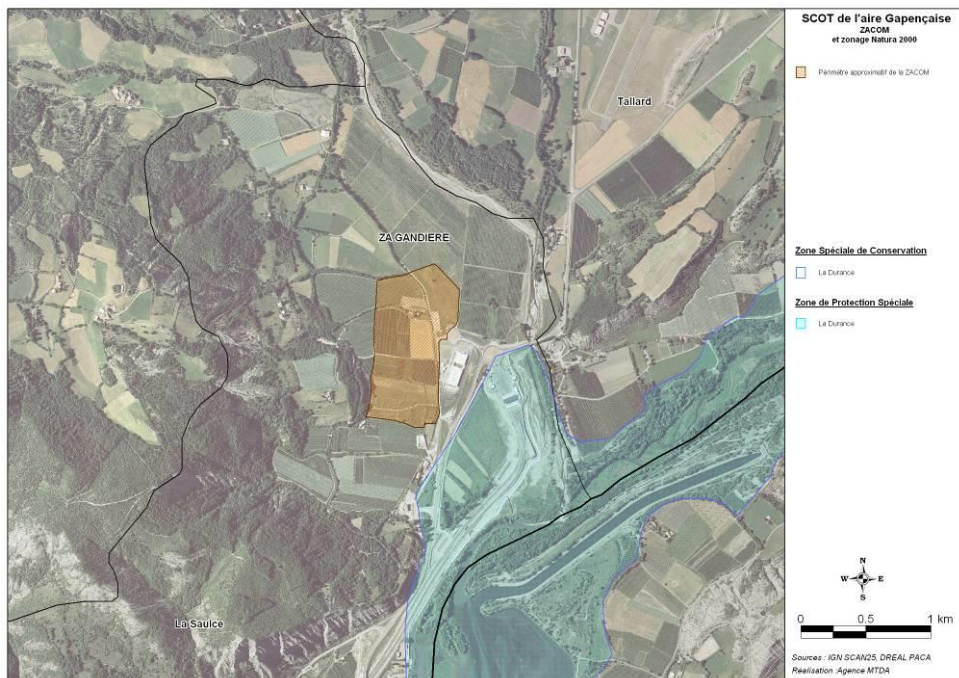 SCOT de l'aire Gapençaise
ZACOM
et zonage Natura 2000
Périmètre approximatif de la ZACOM
Tallard
ZA GANDIERE
Zone Spéciale de Conservation
La Durance
Zone de Protection Spéciale
La Durance
La Saulce
N
W E
S
0 0.5 1 km
Sources : IGN SCAN25, DREAL PACA
Réalisation :Agence MTDA